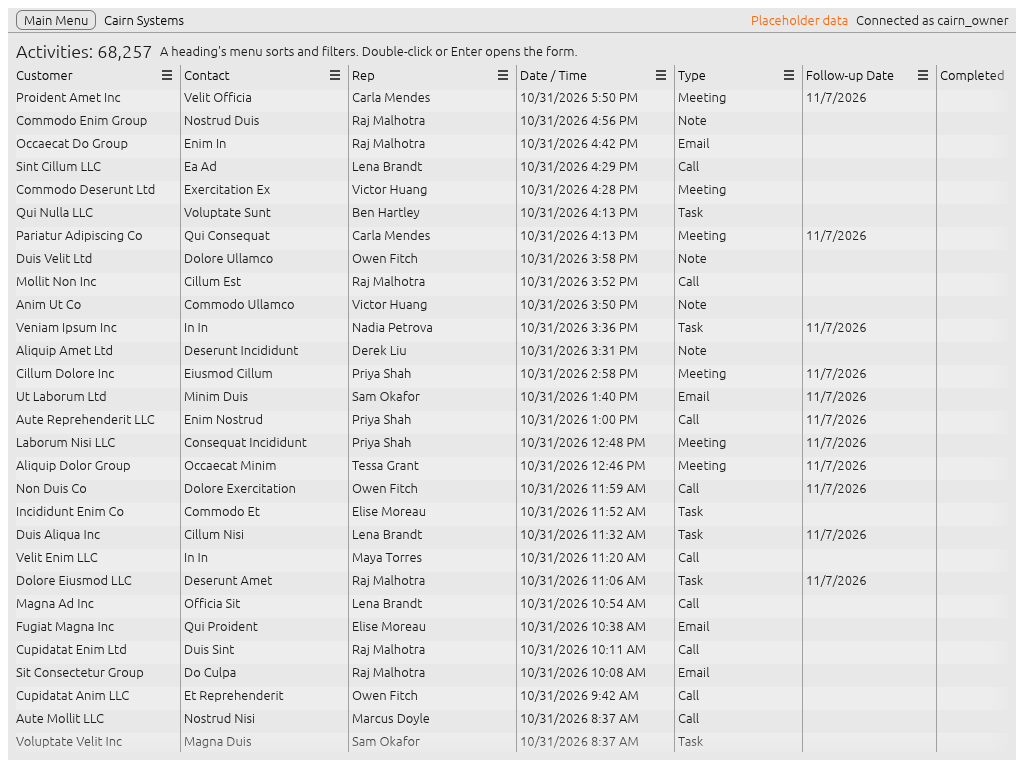 Main Menu Cairn Systems Placeholder data Connected as cairn_owner
Activities: 68,257 A heading's menu sorts and filters. Double-click or Enter opens the form.
Customer Contact Rep Date / Time Type Follow-up Date Completed
Proident Amet Inc Velit Officia Carla Mendes 10/31/2026 5:50 PM Meeting 11/7/2026
Commodo Enim Group Nostrud Duis Raj Malhotra 10/31/2026 4:56 PM Note
Occaecat Do Group Enim In Raj Malhotra 10/31/2026 4:42 PM Email
Sint Cillum LLC Ea Ad Lena Brandt 10/31/2026 4:29 PM Call
Commodo Deserunt Ltd Exercitation Ex Victor Huang 10/31/2026 4:28 PM Meeting
Qui Nulla LLC Voluptate Sunt Ben Hartley 10/31/2026 4:13 PM Task
Pariatur Adipiscing Co Qui Consequat Carla Mendes 10/31/2026 4:13 PM Meeting 11/7/2026
Duis Velit Ltd Dolore Ullamco Owen Fitch 10/31/2026 3:58 PM Note
Mollit Non Inc Cillum Est Raj Malhotra 10/31/2026 3:52 PM Call
Anim Ut Co Commodo Ullamco Victor Huang 10/31/2026 3:50 PM Note
Veniam Ipsum Inc In In Nadia Petrova 10/31/2026 3:36 PM Task 11/7/2026
Aliquip Amet Ltd Deserunt Incididunt Derek Liu 10/31/2026 3:31 PM Note
Cillum Dolore Inc Eiusmod Cillum Priya Shah 10/31/2026 2:58 PM Meeting 11/7/2026
Ut Laborum Ltd Minim Duis Sam Okafor 10/31/2026 1:40 PM Email 11/7/2026
Aute Reprehenderit LLC Enim Nostrud Priya Shah 10/31/2026 1:00 PM Call 11/7/2026
Laborum Nisi LLC Consequat Incididunt Priya Shah 10/31/2026 12:48 PM Meeting 11/7/2026
Aliquip Dolor Group Occaecat Minim Tessa Grant 10/31/2026 12:46 PM Meeting 11/7/2026
Non Duis Co Dolore Exercitation Owen Fitch 10/31/2026 11:59 AM Call 11/7/2026
Incididunt Enim Co Commodo Et Elise Moreau 10/31/2026 11:52 AM Task
Duis Aliqua Inc Cillum Nisi Lena Brandt 10/31/2026 11:32 AM Task 11/7/2026
Velit Enim LLC In In Maya Torres 10/31/2026 11:20 AM Call
Dolore Eiusmod LLC Deserunt Amet Raj Malhotra 10/31/2026 11:06 AM Task 11/7/2026
Magna Ad Inc Officia Sit Lena Brandt 10/31/2026 10:54 AM Call
Fugiat Magna Inc Qui Proident Elise Moreau 10/31/2026 10:38 AM Email
Cupidatat Enim Ltd Duis Sint Raj Malhotra 10/31/2026 10:11 AM Call
Sit Consectetur Group Do Culpa Raj Malhotra 10/31/2026 10:08 AM Email
Cupidatat Anim LLC Et Reprehenderit Owen Fitch 10/31/2026 9:42 AM Call
Aute Mollit LLC Nostrud Nisi Marcus Doyle 10/31/2026 8:37 AM Call
Voluptate Velit Inc Magna Duis Sam Okafor 10/31/2026 8:37 AM Task